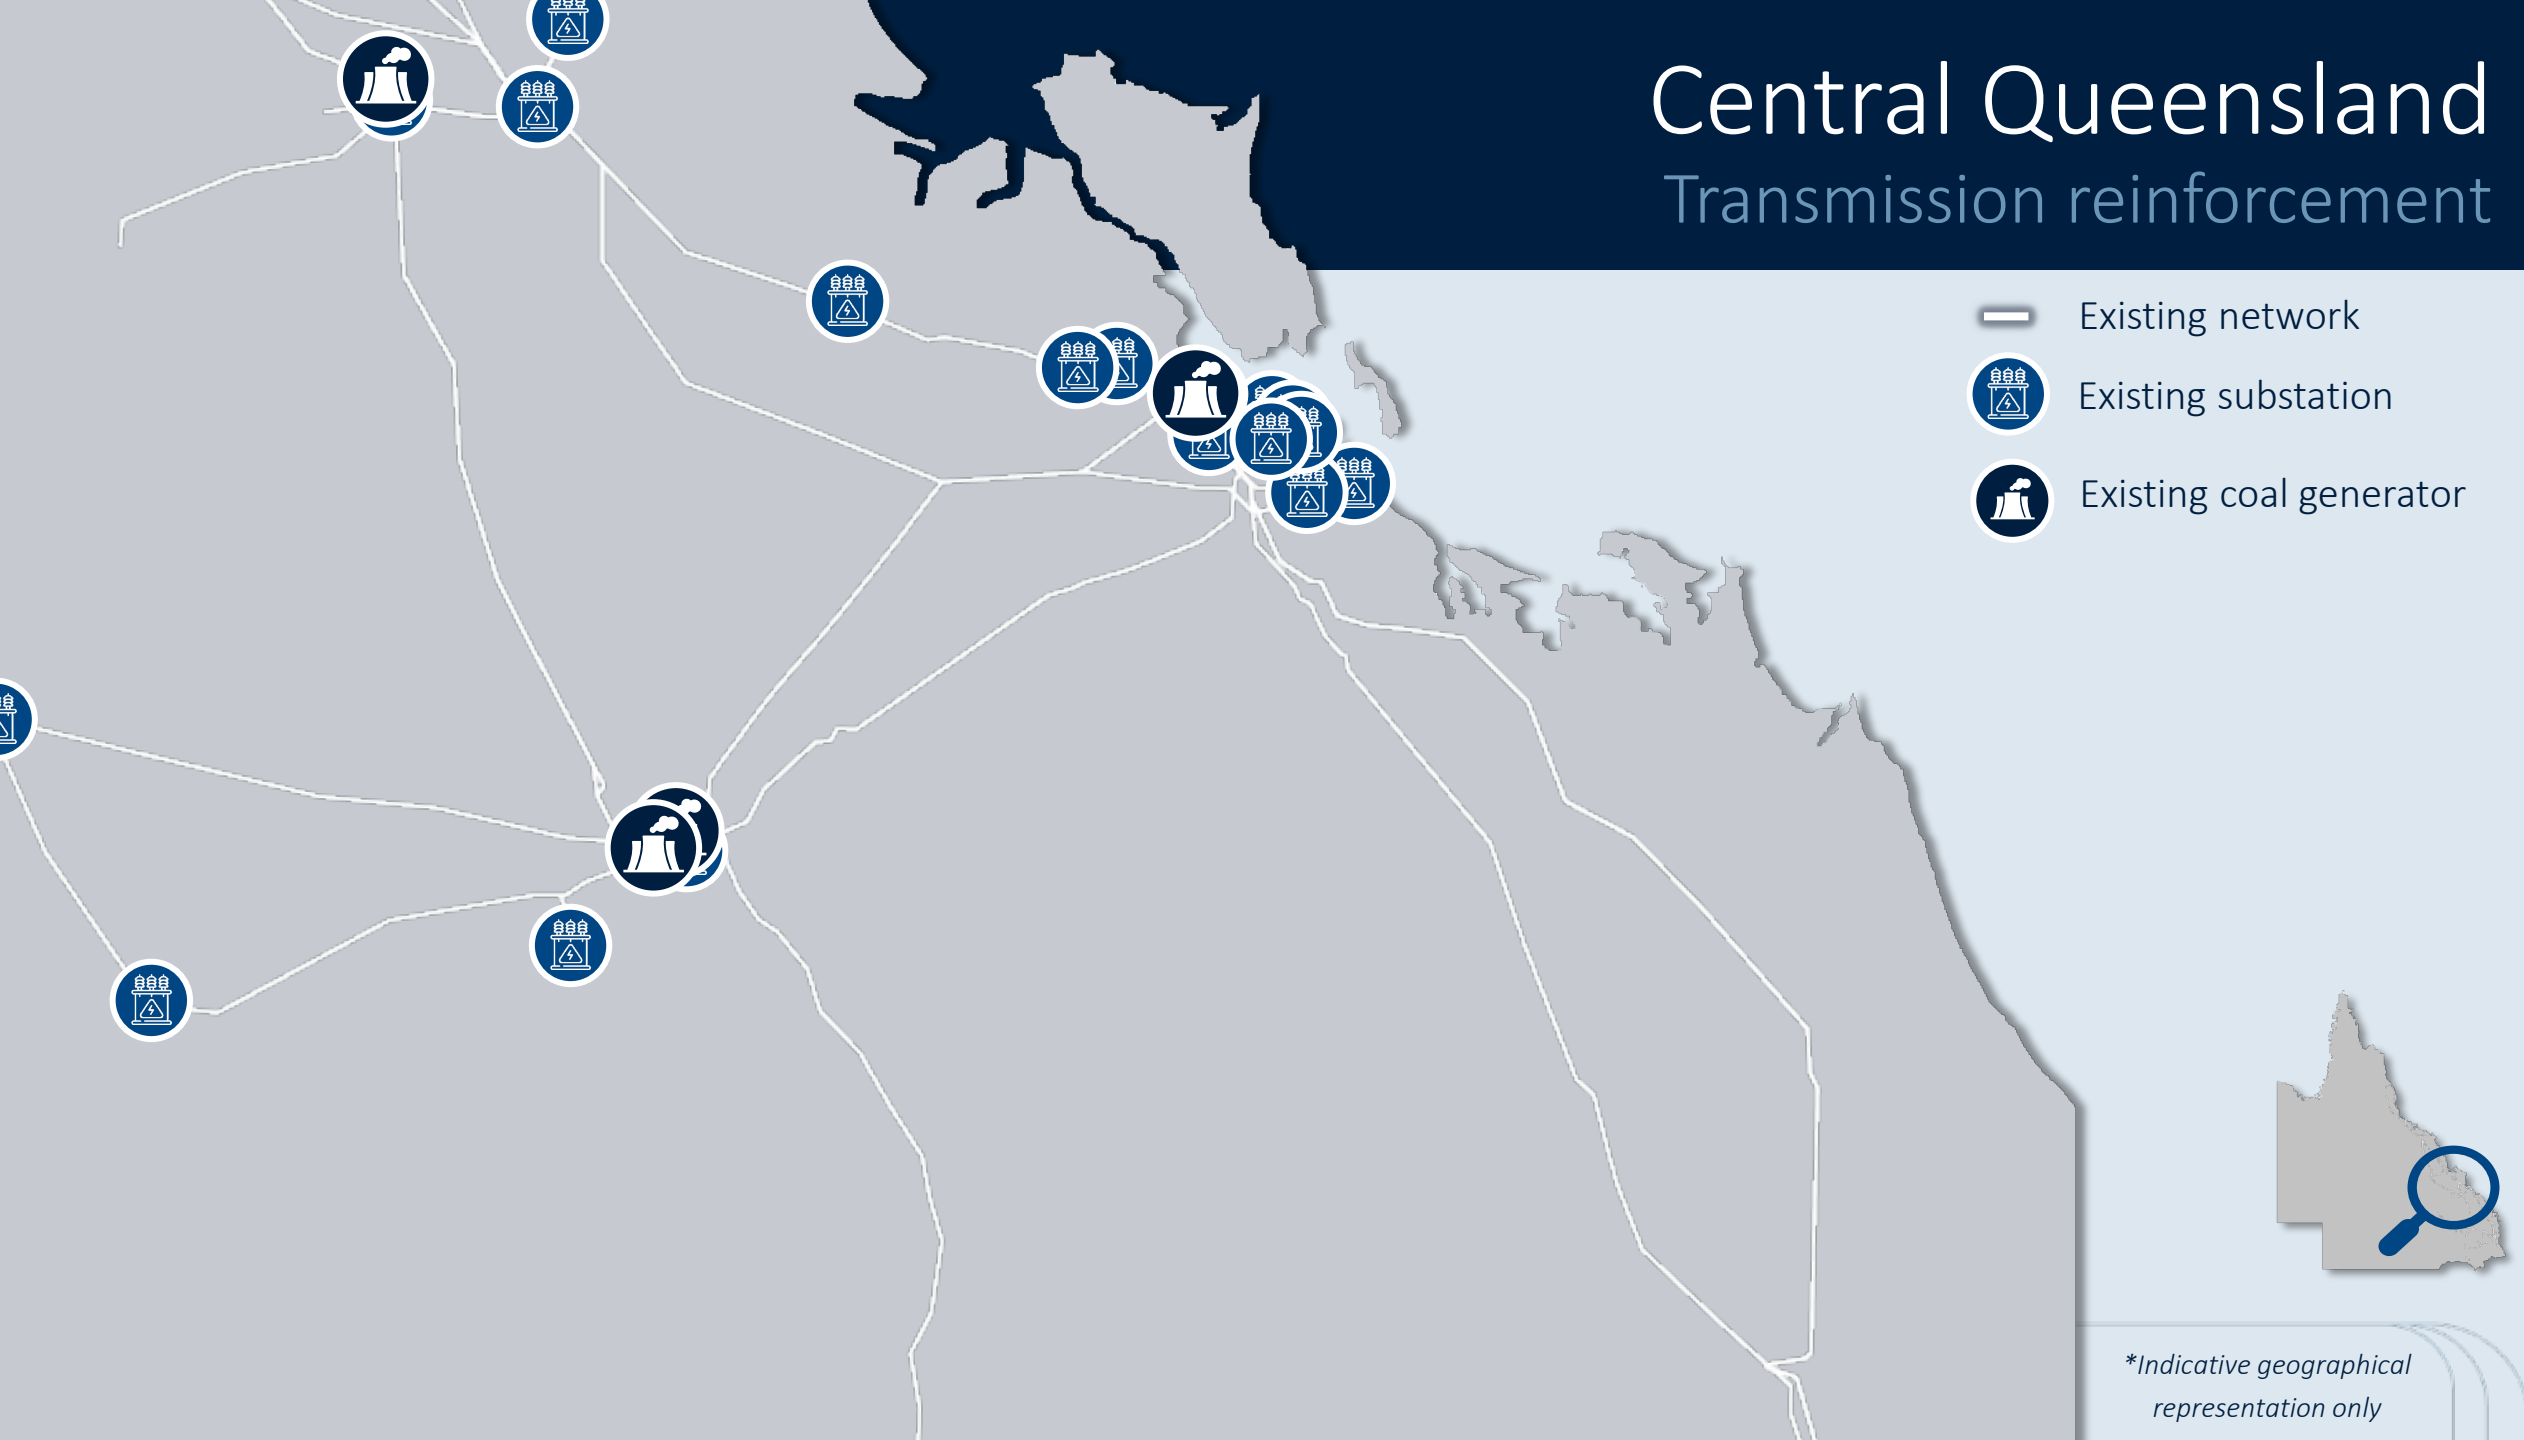 Central Queensland
Transmission reinforcement
Existing network
Existing substation
Existing coal generator
*Indicative geographical
representation only